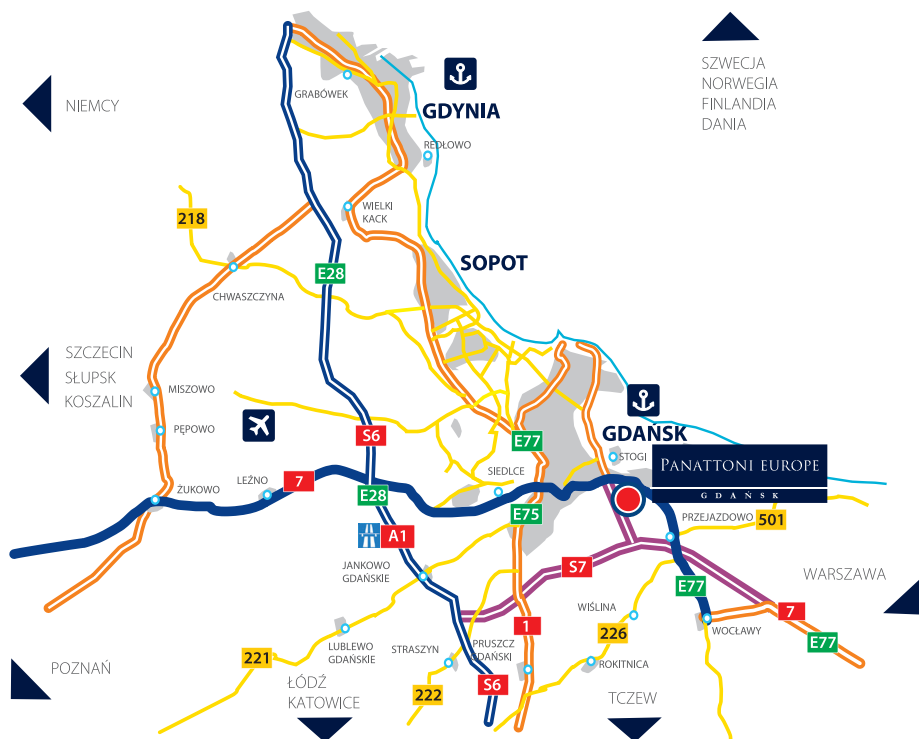 SZWECJA
NORWEGIA
FINLANDIA
DANIA
NIEMCY
GRABÓWEK
GDYNIA
REDŁOWO
WIELKI
KACK
218
SOPOT
E28
CHWASZCZYNA
SZCZECIN
SŁUPSK
KOSZALIN
MISZOWO
PĘPOWO
S6
E77
GDAŃSK
STOGI
PANATTONI EUROPE
GDAŃSK
SIEDLCE
LEŹNO
7
ŻUKOWO
E28
E75
PRZEJAZDOWO
501
A1
JANKOWO
GDAŃSKIE
S7
E77
WARSZAWA
WIŚLINA
7
1
226
WOCŁAWY
E77
LUBLEWO
GDAŃSKIE
STRASZYN
PRUSZCZ
GDAŃSKI
ROKITNICA
221
POZNAŃ
S6
222
ŁÓDŹ
KATOWICE
TCZEW